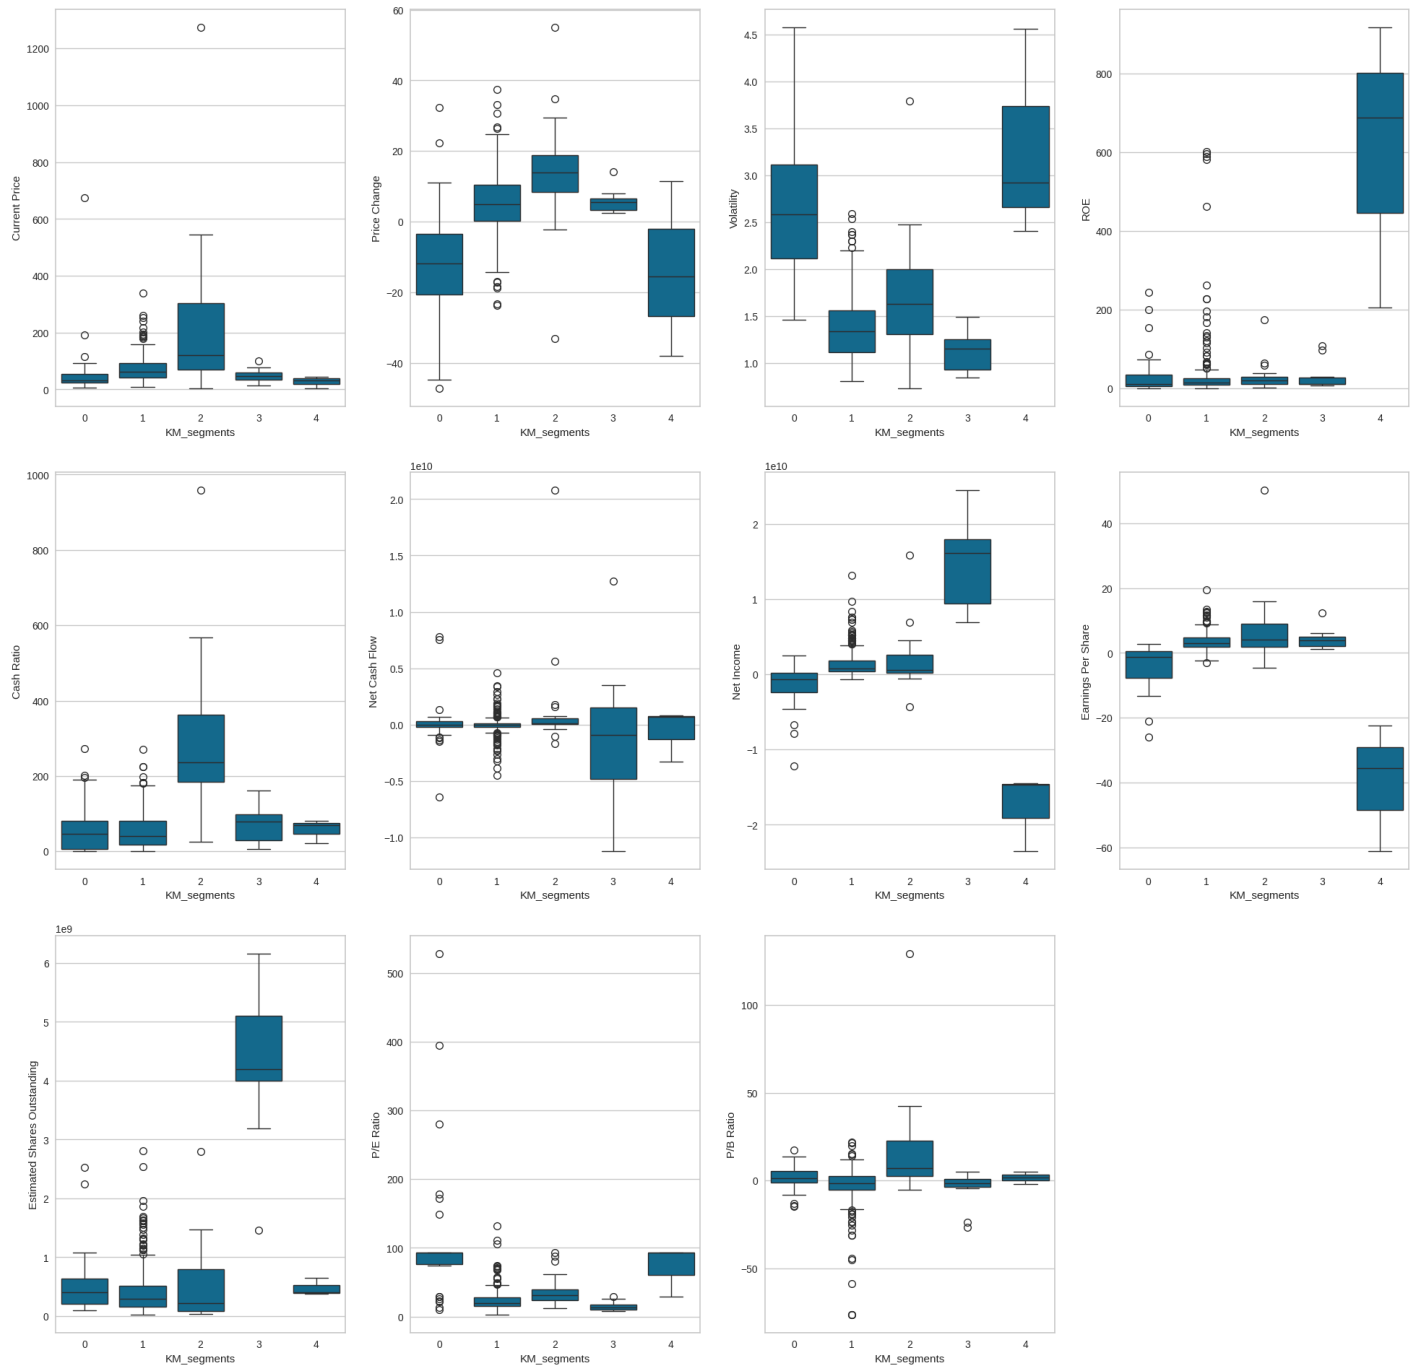 Current Price
1200
1000
800
600
400
200
0
0 1 2 3 4
KM_segments
Price Change
60
40
20
0
−20
−40
0 1 2 3 4
KM_segments
Volatility
4.5
4.0
3.5
3.0
2.5
2.0
1.5
1.0
0 1 2 3 4
KM_segments
ROE
800
600
400
200
0
0 1 2 3 4
KM_segments
Cash Ratio
1000
800
600
400
200
0
0 1 2 3 4
KM_segments
1e10
Net Cash Flow
2.0
1.5
1.0
0.5
0.0
−0.5
−1.0
0 1 2 3 4
KM_segments
1e10
Net Income
2
1
0
−1
−2
0 1 2 3 4
KM_segments
Earnings Per Share
40
20
0
−20
−40
−60
0 1 2 3 4
KM_segments
1e9
Estimated Shares Outstanding
6
5
4
3
2
1
0
0 1 2 3 4
KM_segments
P/E Ratio
500
400
300
200
100
0
0 1 2 3 4
KM_segments
P/B Ratio
100
50
0
−50
0 1 2 3 4
KM_segments